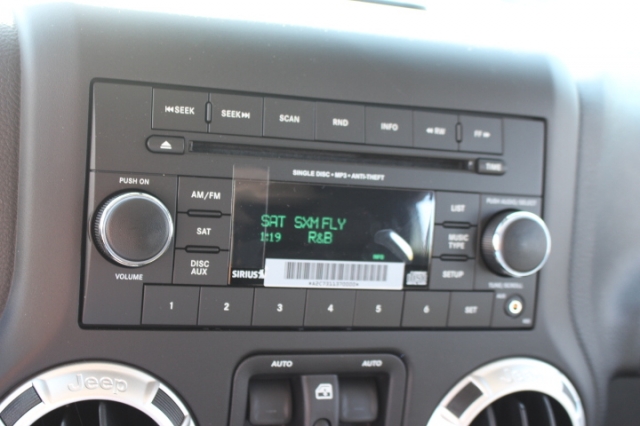 SEEK
SEEK
SCAN
RND
INFO
RW
FF
SINGLE DISC • MP3 • ANTI-THEFT
TIME
PUSH ON
VOLUME
AM/FM
SAT
DISC
AUX
SAT SXM FLY
1:19 R&B
SIRIUS
LIST
MUSIC
TYPE
SETUP
PUSH AUDIO/SELECT
TUNE/SCROLL
1
2
3
4
5
6
SET
AUTO
AUTO
Jeep